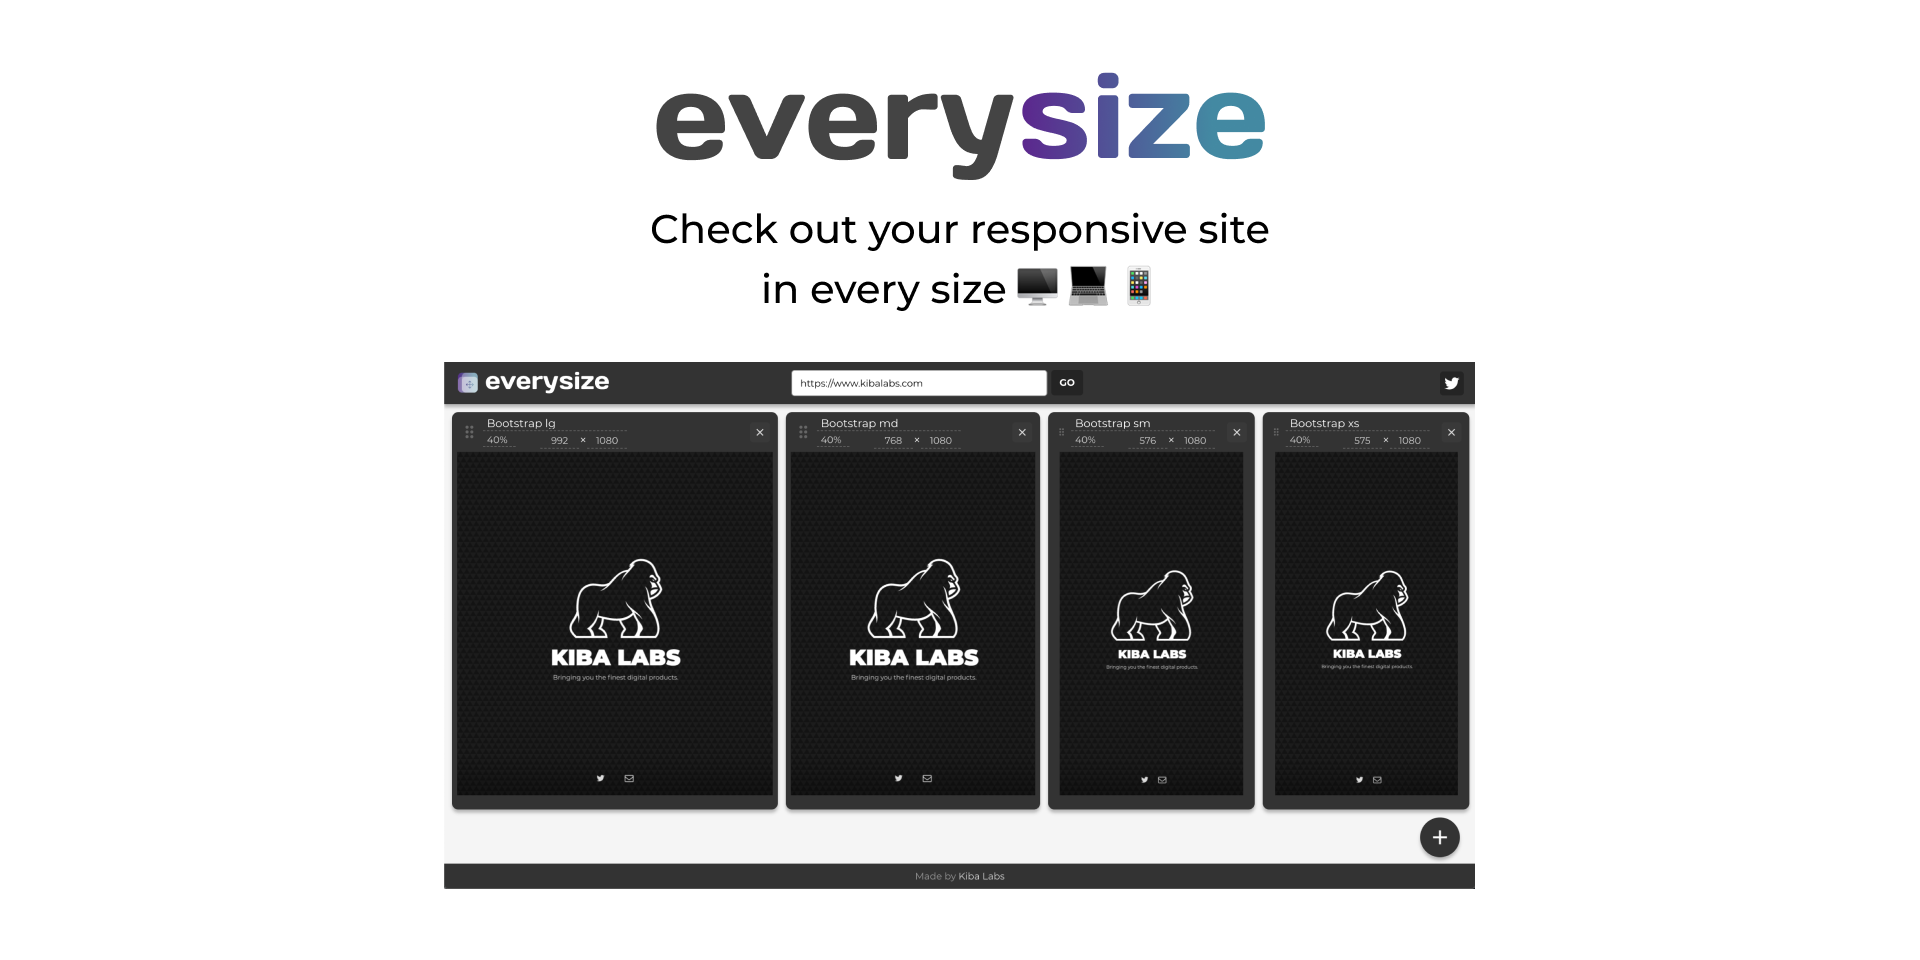 everysize
Check out your responsive site
in every size
everysize
https://www.kibalabs.com
GO
Bootstrap lg
40% 992 × 1080
KIBA LABS
Bringing you the finest digital products.
Bootstrap md
40% 768 × 1080
KIBA LABS
Bringing you the finest digital products.
Bootstrap sm
40% 576 × 1080
KIBA LABS
Bringing you the finest digital products.
Bootstrap xs
40% 575 × 1080
KIBA LABS
Bringing you the finest digital products.
Made by Kiba Labs